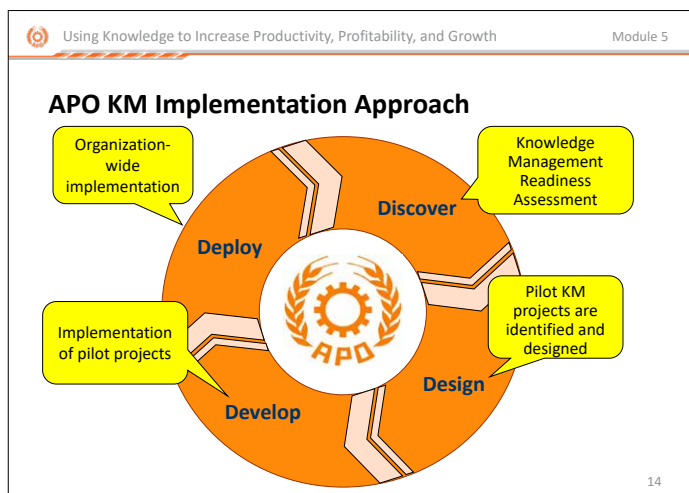 Using Knowledge to Increase Productivity, Profitability, and Growth
Module 5
APO KM Implementation Approach
Organization-
wide
implementation
Knowledge
Management
Readiness
Assessment
Discover
Deploy
Pilot KM
projects are
identified and
designed
Implementation
of pilot projects
APO
Design
Develop
14